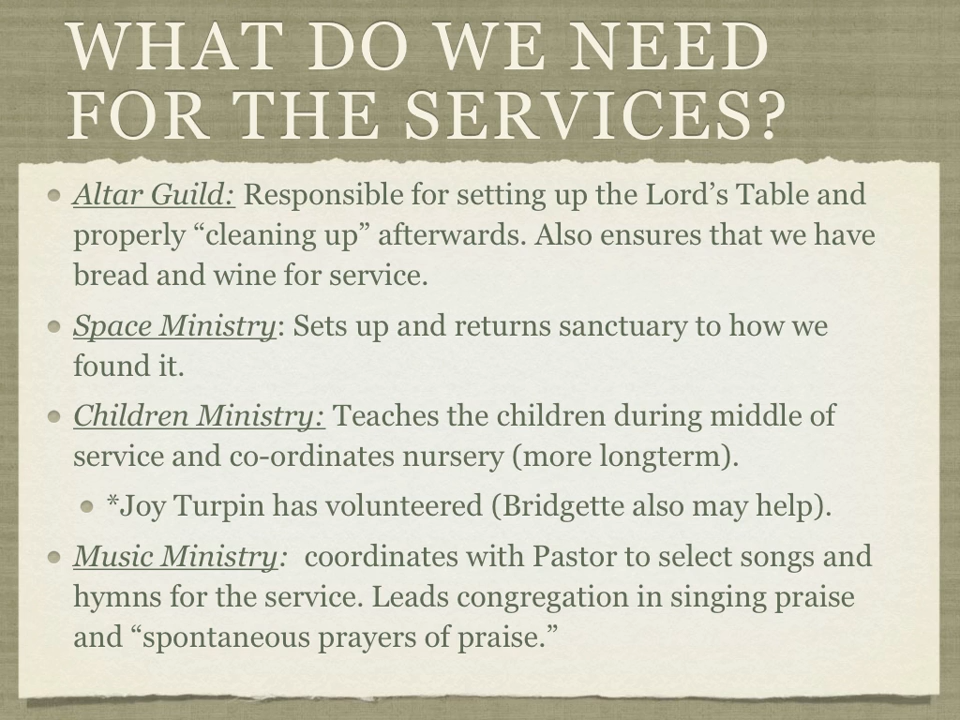 WHAT DO WE NEED
FOR THE SERVICES?
Altar Guild: Responsible for setting up the Lord’s Table and
properly “cleaning up” afterwards. Also ensures that we have
bread and wine for service.
Space Ministry: Sets up and returns sanctuary to how we
found it.
Children Ministry: Teaches the children during middle of
service and co-ordinates nursery (more longterm).
*Joy Turpin has volunteered (Bridgette also may help).
Music Ministry: coordinates with Pastor to select songs and
hymns for the service. Leads congregation in singing praise
and “spontaneous prayers of praise.”